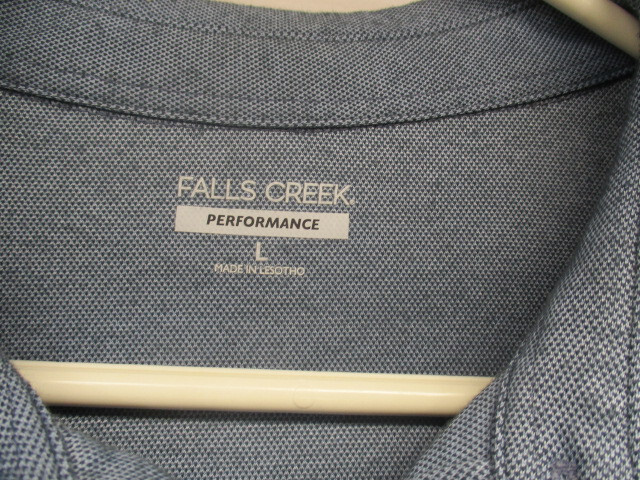 FALLS CREEK®
PERFORMANCE
L
MADE IN LESOTHO